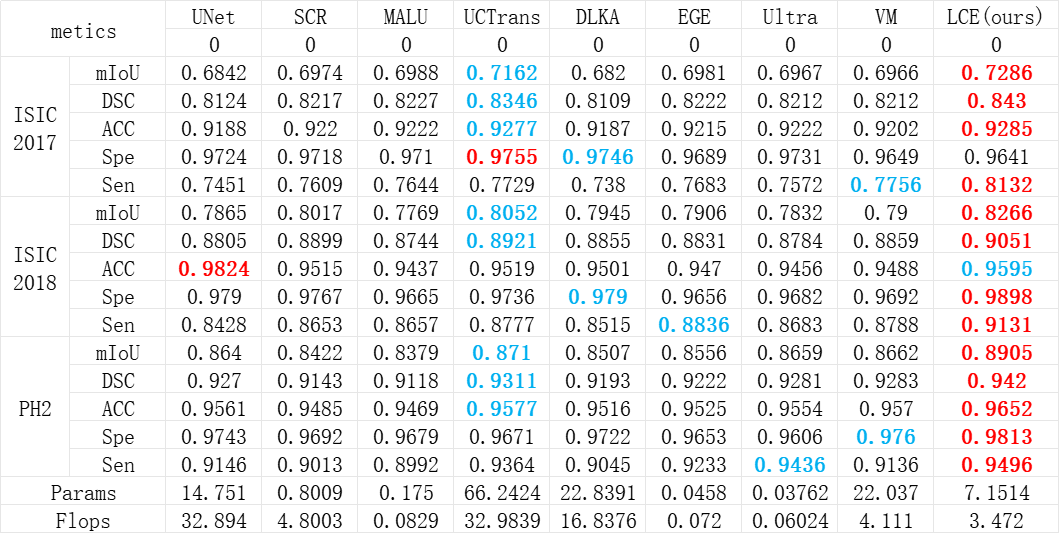 metics UNet SCR MALU UCTrans DLKA EGE Ultra VM LCE(ours)
0 0 0 0 0 0 0 0 0
ISIC 2017 mIoU 0.6842 0.6974 0.6988 0.7162 0.682 0.6981 0.6967 0.6966 0.7286
DSC 0.8124 0.8217 0.8227 0.8346 0.8109 0.8222 0.8212 0.8212 0.843
ACC 0.9188 0.922 0.9222 0.9277 0.9187 0.9215 0.9222 0.9202 0.9285
Spe 0.9724 0.9718 0.971 0.9755 0.9746 0.9689 0.9731 0.9649 0.9641
Sen 0.7451 0.7609 0.7644 0.7729 0.738 0.7683 0.7572 0.7756 0.8132
ISIC 2018 mIoU 0.7865 0.8017 0.7769 0.8052 0.7945 0.7906 0.7832 0.79 0.8266
DSC 0.8805 0.8899 0.8744 0.8921 0.8855 0.8831 0.8784 0.8859 0.9051
ACC 0.9824 0.9515 0.9437 0.9519 0.9501 0.947 0.9456 0.9488 0.9595
Spe 0.979 0.9767 0.9665 0.9736 0.979 0.9656 0.9682 0.9692 0.9898
Sen 0.8428 0.8653 0.8657 0.8777 0.8515 0.8836 0.8683 0.8788 0.9131
PH2 mIoU 0.864 0.8422 0.8379 0.871 0.8507 0.8556 0.8659 0.8662 0.8905
DSC 0.927 0.9143 0.9118 0.9311 0.9193 0.9222 0.9281 0.9283 0.942
ACC 0.9561 0.9485 0.9469 0.9577 0.9516 0.9525 0.9554 0.957 0.9652
Spe 0.9743 0.9692 0.9679 0.9671 0.9722 0.9653 0.9606 0.976 0.9813
Sen 0.9146 0.9013 0.8992 0.9364 0.9045 0.9233 0.9436 0.9136 0.9496
Params 14.751 0.8009 0.175 66.2424 22.8391 0.0458 0.03762 22.037 7.1514
Flops 32.894 4.8003 0.0829 32.9839 16.8376 0.072 0.06024 4.111 3.472